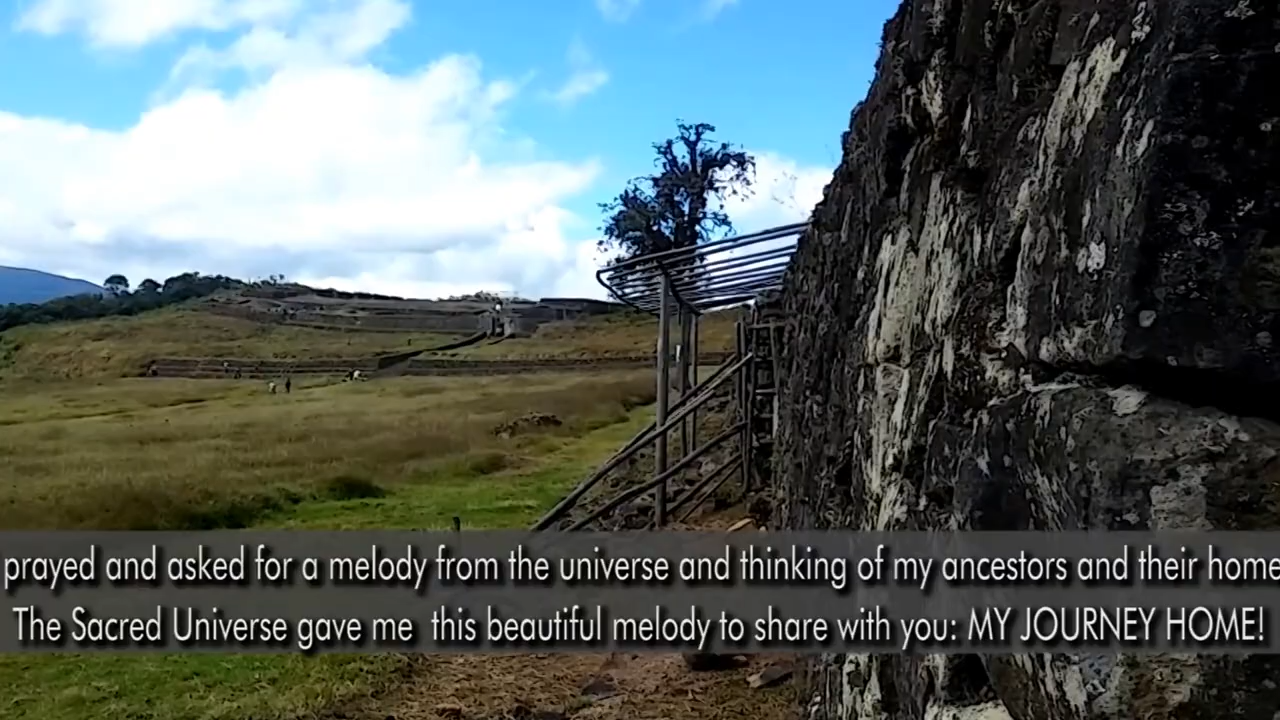 prayed and asked for a melody from the universe and thinking of my ancestors and their home
The Sacred Universe gave me this beautiful melody to share with you: MY JOURNEY HOME!